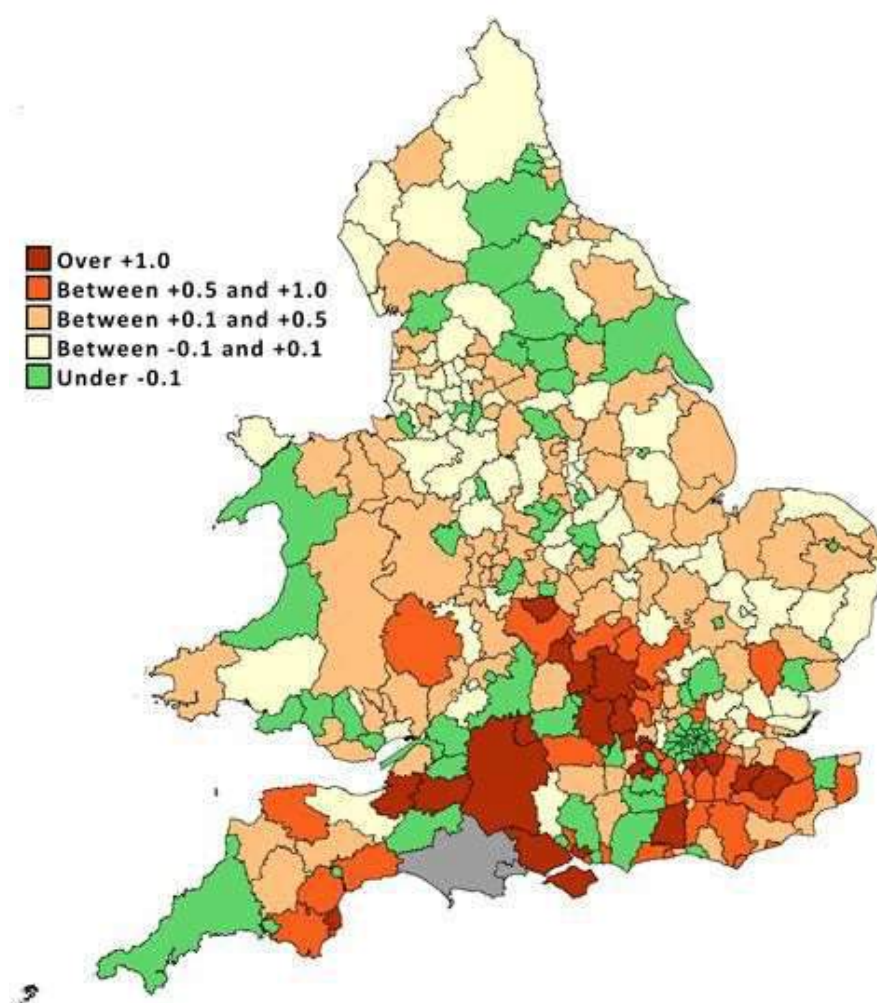 Over +1.0
Between +0.5 and +1.0
Between +0.1 and +0.5
Between -0.1 and +0.1
Under -0.1